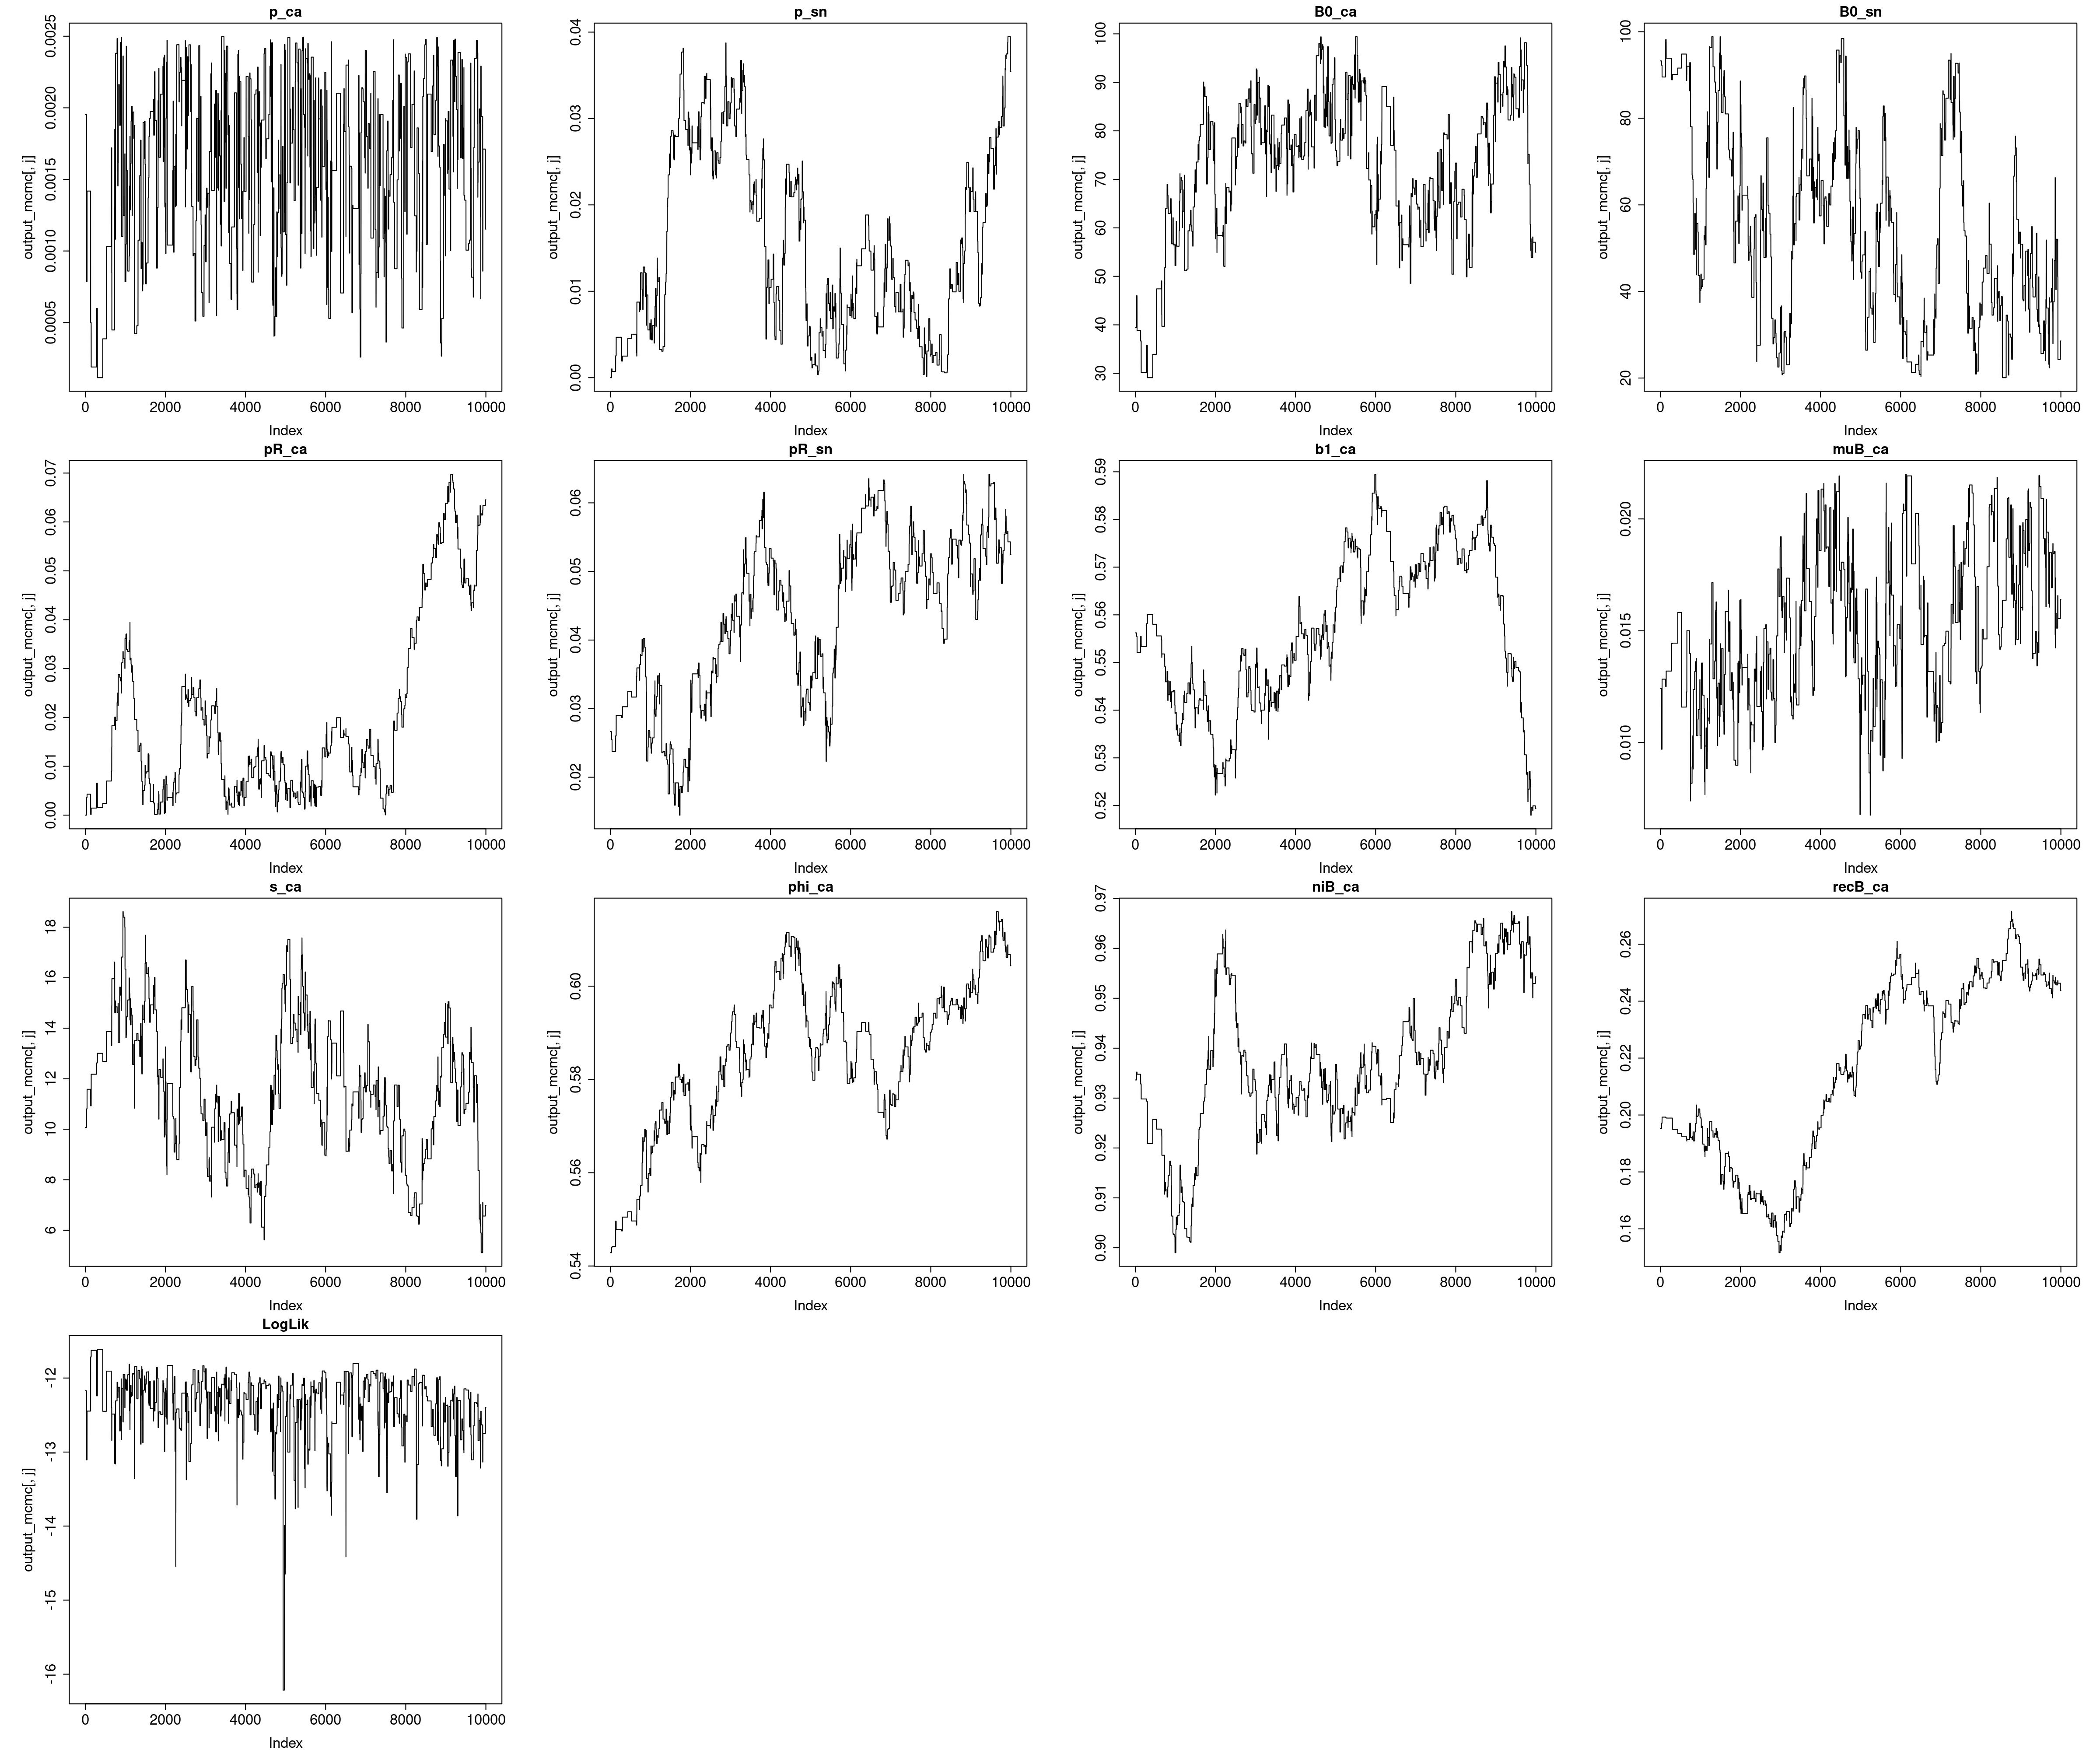 p_ca
output_mcmc[, j]
0.0005 0.0010 0.0015 0.0020 0.0025
0 2000 4000 6000 8000 10000
Index
p_sn
output_mcmc[, j]
0.00 0.01 0.02 0.03 0.04
0 2000 4000 6000 8000 10000
Index
B0_ca
output_mcmc[, j]
30 40 50 60 70 80 90 100
0 2000 4000 6000 8000 10000
Index
B0_sn
output_mcmc[, j]
20 40 60 80 100
0 2000 4000 6000 8000 10000
Index
pR_ca
output_mcmc[, j]
0.00 0.01 0.02 0.03 0.04 0.05 0.06 0.07
0 2000 4000 6000 8000 10000
Index
pR_sn
output_mcmc[, j]
0.02 0.03 0.04 0.05 0.06
0 2000 4000 6000 8000 10000
Index
b1_ca
output_mcmc[, j]
0.52 0.53 0.54 0.55 0.56 0.57 0.58 0.59
0 2000 4000 6000 8000 10000
Index
muB_ca
output_mcmc[, j]
0.010 0.015 0.020
0 2000 4000 6000 8000 10000
Index
s_ca
output_mcmc[, j]
6 8 10 12 14 16 18
0 2000 4000 6000 8000 10000
Index
phi_ca
output_mcmc[, j]
0.54 0.56 0.58 0.60
0 2000 4000 6000 8000 10000
Index
niB_ca
output_mcmc[, j]
0.90 0.91 0.92 0.93 0.94 0.95 0.96 0.97
0 2000 4000 6000 8000 10000
Index
recB_ca
output_mcmc[, j]
0.16 0.18 0.20 0.22 0.24 0.26
0 2000 4000 6000 8000 10000
Index
LogLik
output_mcmc[, j]
-16 -15 -14 -13 -12
0 2000 4000 6000 8000 10000
Index